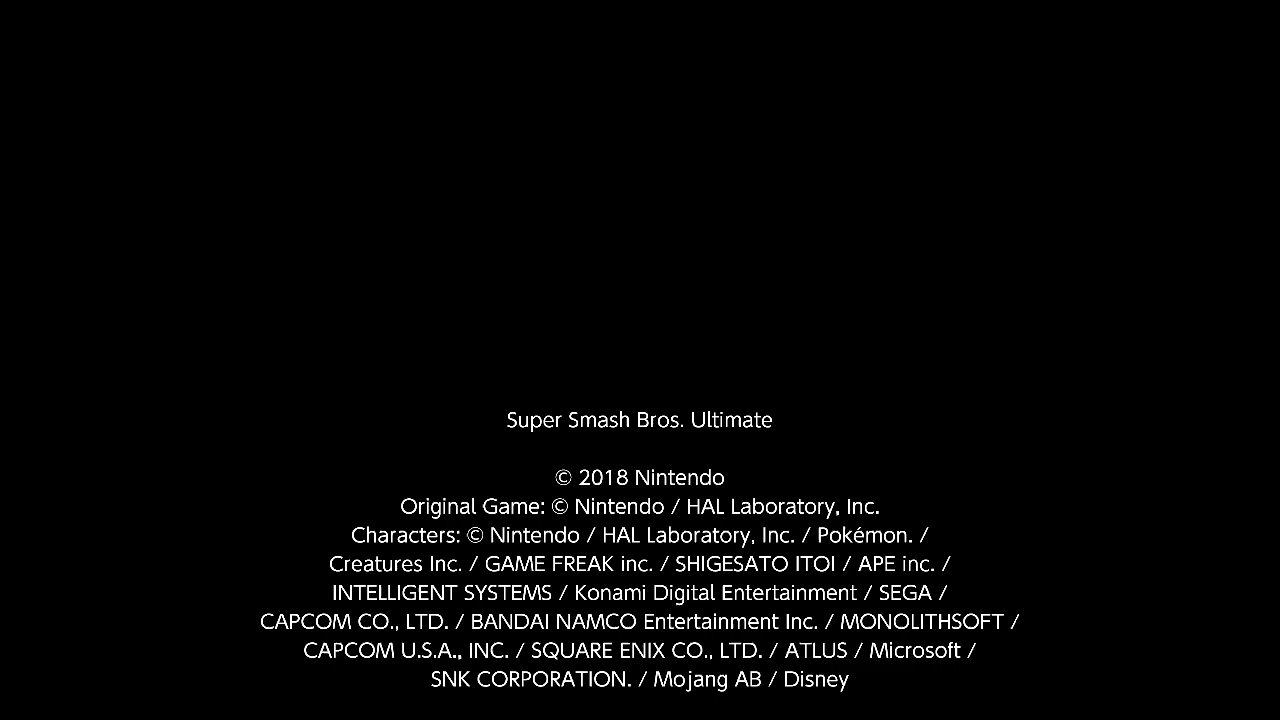 Super Smash Bros. Ultimate
© 2018 Nintendo
Original Game: © Nintendo / HAL Laboratory, Inc.
Characters: © Nintendo / HAL Laboratory, Inc. / Pokémon. /
Creatures Inc. / GAME FREAK inc. / SHIGESATO ITOI / APE inc. /
INTELLIGENT SYSTEMS / Konami Digital Entertainment / SEGA /
CAPCOM CO., LTD. / BANDAI NAMCO Entertainment Inc. / MONOLITHSOFT /
CAPCOM U.S.A., INC. / SQUARE ENIX CO., LTD. / ATLUS / Microsoft /
SNK CORPORATION. / Mojang AB / Disney